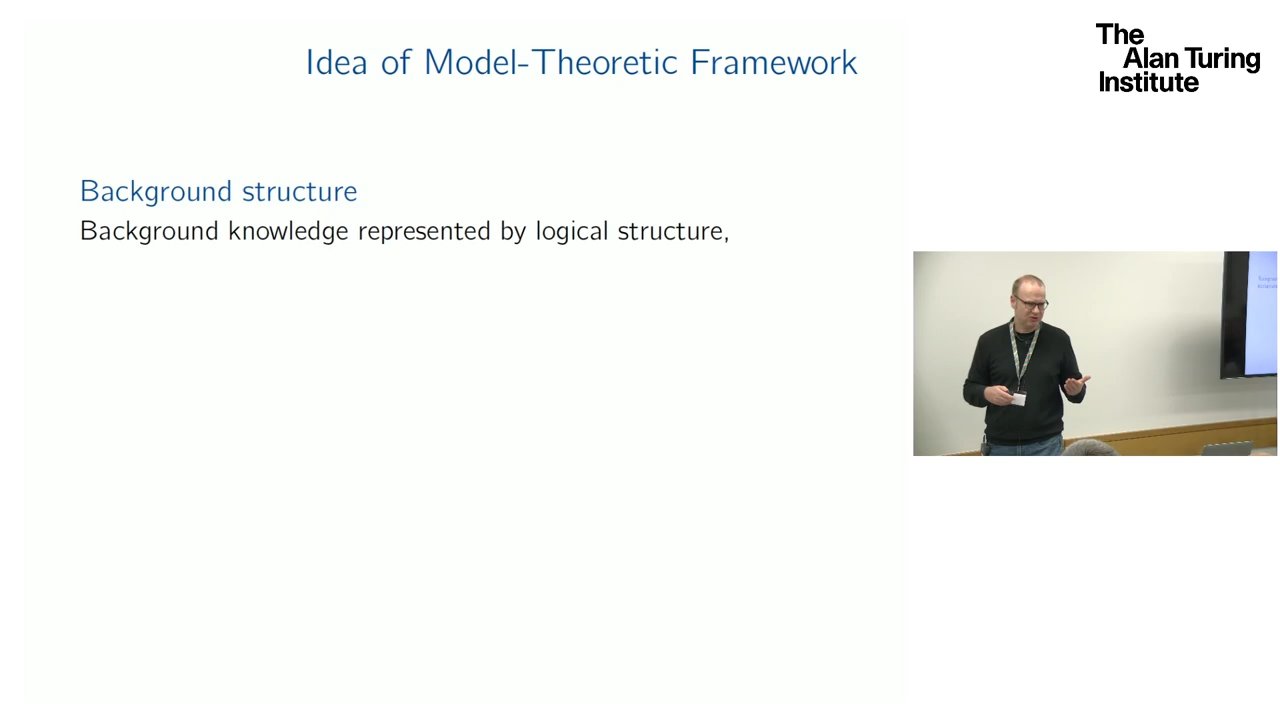 Idea of Model-Theoretic Framework
The
Alan Turing
Institute
Background structure
Background knowledge represented by logical structure,